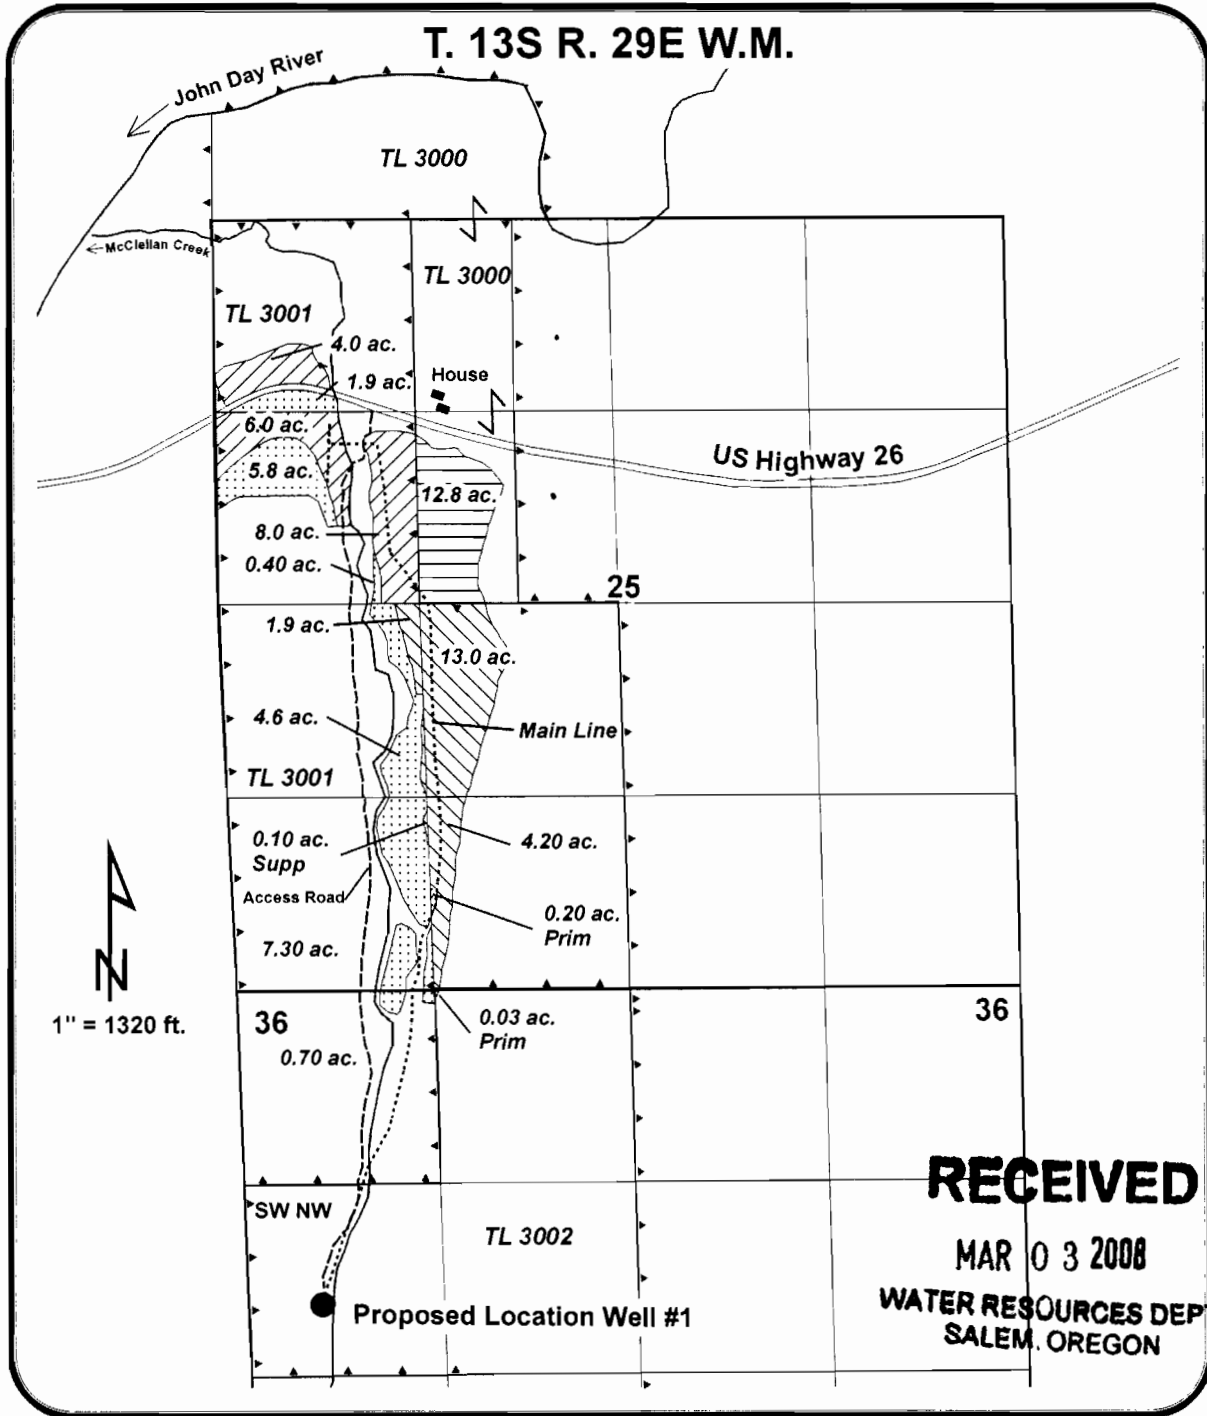 T. 13S R. 29E W.M.
John Day River
TL 3000
McClellan Creek
TL 3000
TL 3001
4.0 ac.
1.9 ac.
House
6.0 ac.
US Highway 26
5.8 ac.
12.8 ac.
8.0 ac.
0.40 ac.
25
1.9 ac.
13.0 ac.
4.6 ac.
Main Line
TL 3001
0.10 ac.
Supp
4.20 ac.
Access Road
0.20 ac.
Prim
7.30 ac.
N
1" = 1320 ft.
36
0.03 ac.
Prim
36
0.70 ac.
RECEIVED
SW NW
TL 3002
MAR 03 2008
WATER RESOURCES DEPT
SALEM, OREGON
Proposed Location Well #1